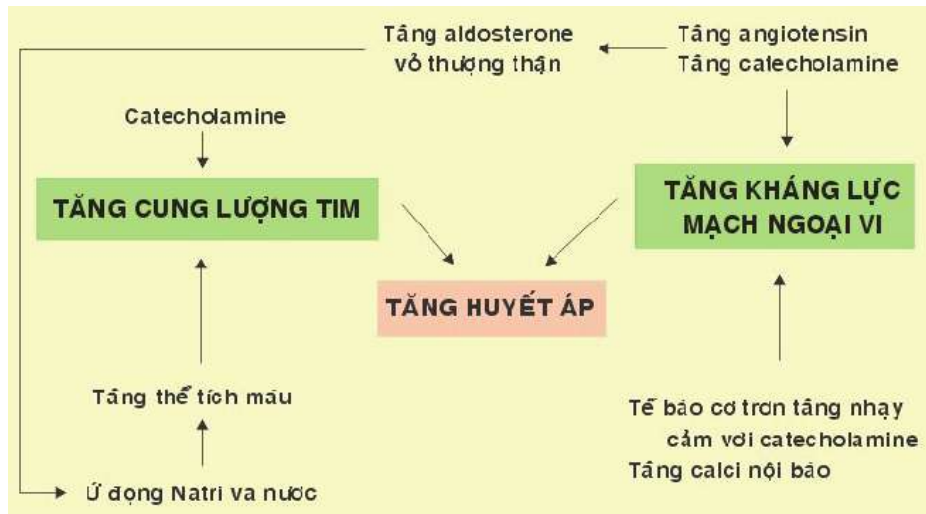 Tăng aldosterone
vỏ thượng thận
Tăng angiotensin
Tăng catecholamine
Catecholamine
TĂNG CUNG LƯỢNG TIM
TĂNG KHÁNG LỰC
MẠCH NGOẠI VI
TĂNG HUYẾT ÁP
Tăng thể tích máu
Ứ đọng Natri và nước
Tế bào cơ trơn tăng nhạy
cảm với catecholamine
Tăng calci nội bào